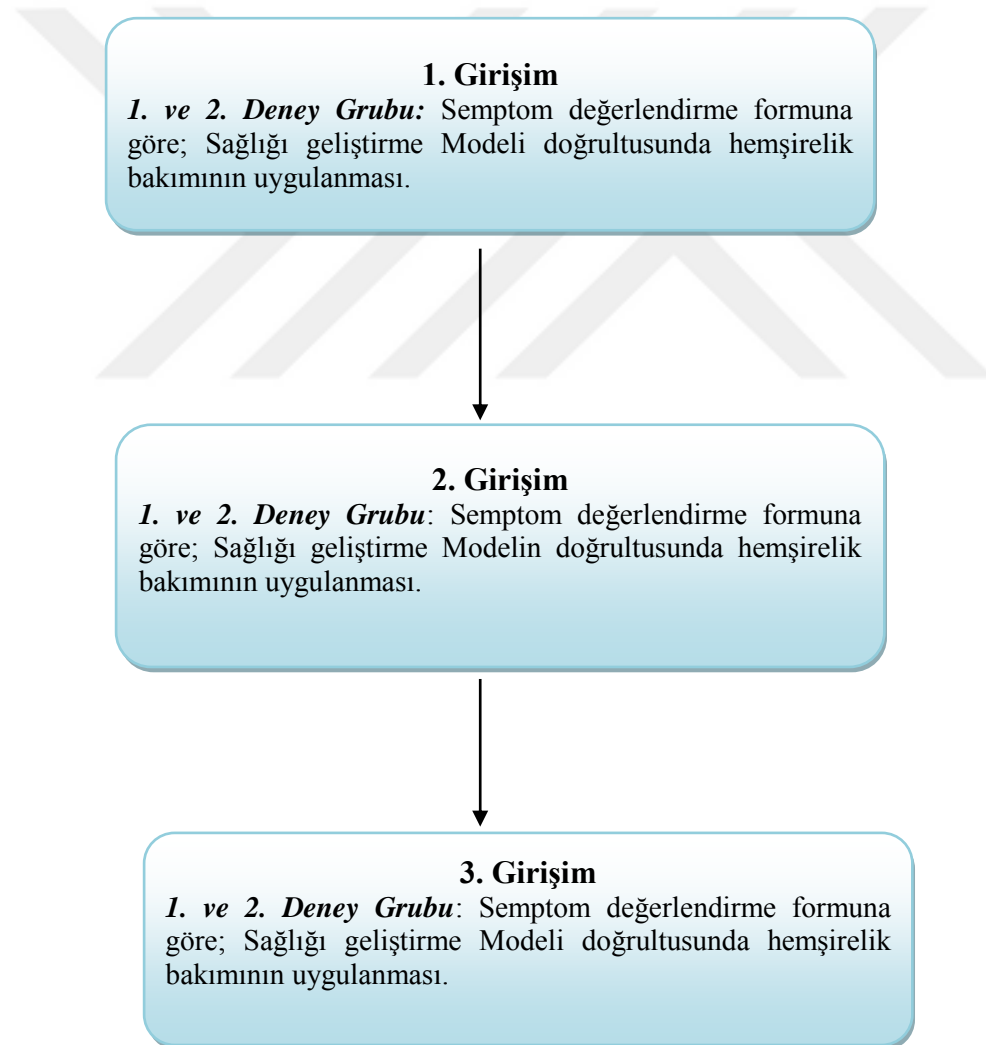 1. Girişim
1. ve 2. Deney Grubu: Semptom değerlendirme formuna
göre; Sağlığı geliştirme Modeli doğrultusunda hemşirelik
bakımının uygulanması.
2. Girişim
1. ve 2. Deney Grubu: Semptom değerlendirme formuna
göre; Sağlığı geliştirme Modelin doğrultusunda hemşirelik
bakımının uygulanması.
3. Girişim
1. ve 2. Deney Grubu: Semptom değerlendirme formuna
göre; Sağlığı geliştirme Modeli doğrultusunda hemşirelik
bakımının uygulanması.